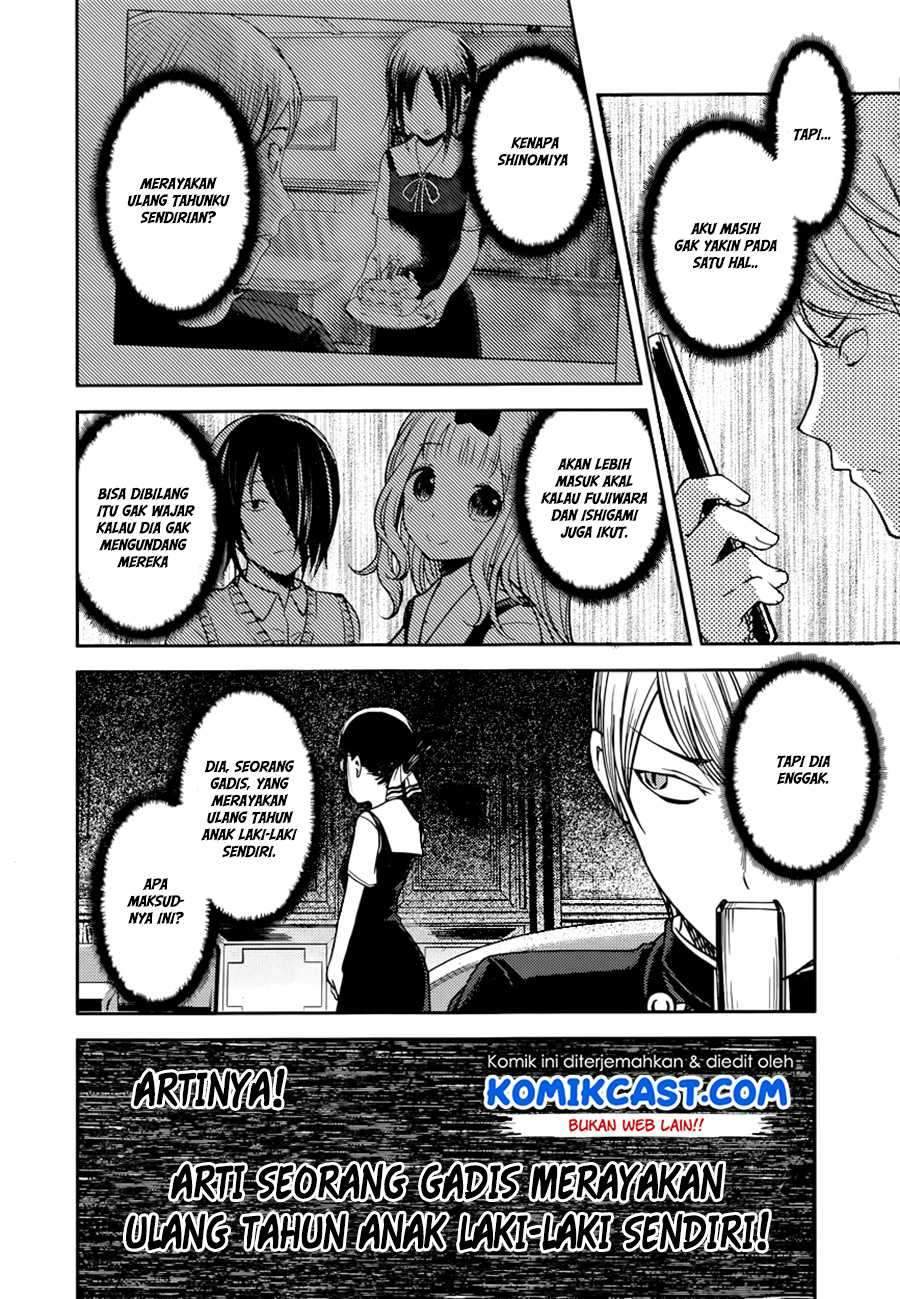 TAPI...
AKU MASIH
GAK YAKIN PADA
SATU HAL..
KENAPA
SHINOMIYA
MERAYAKAN
ULANG TAHUNKU
SENDIRIAN?
AKAN LEBIH
MASUK AKAL
KALAU FUJIWARA
DAN ISHIGAMI
JUGA IKUT.
BISA DIBILANG
ITU GAK WAJAR
KALAU DIA GAK
MENGUNDANG
MEREKA
TAPI DIA
ENGGAK.
DIA, SEORANG
GADIS, YANG
MERAYAKAN
ULANG TAHUN
ANAK LAKI-LAKI
SENDIRI.
APA
MAKSUD-
NYA INI?
ARTINYA!
Komik ini diterjemahkan & diedit oleh
KOMIKCAST.COM
BUKAN WEB LAIN!!
ARTI SEORANG GADIS MERAYAKAN
ULANG TAHUN ANAK LAKI-LAKI SENDIRI!